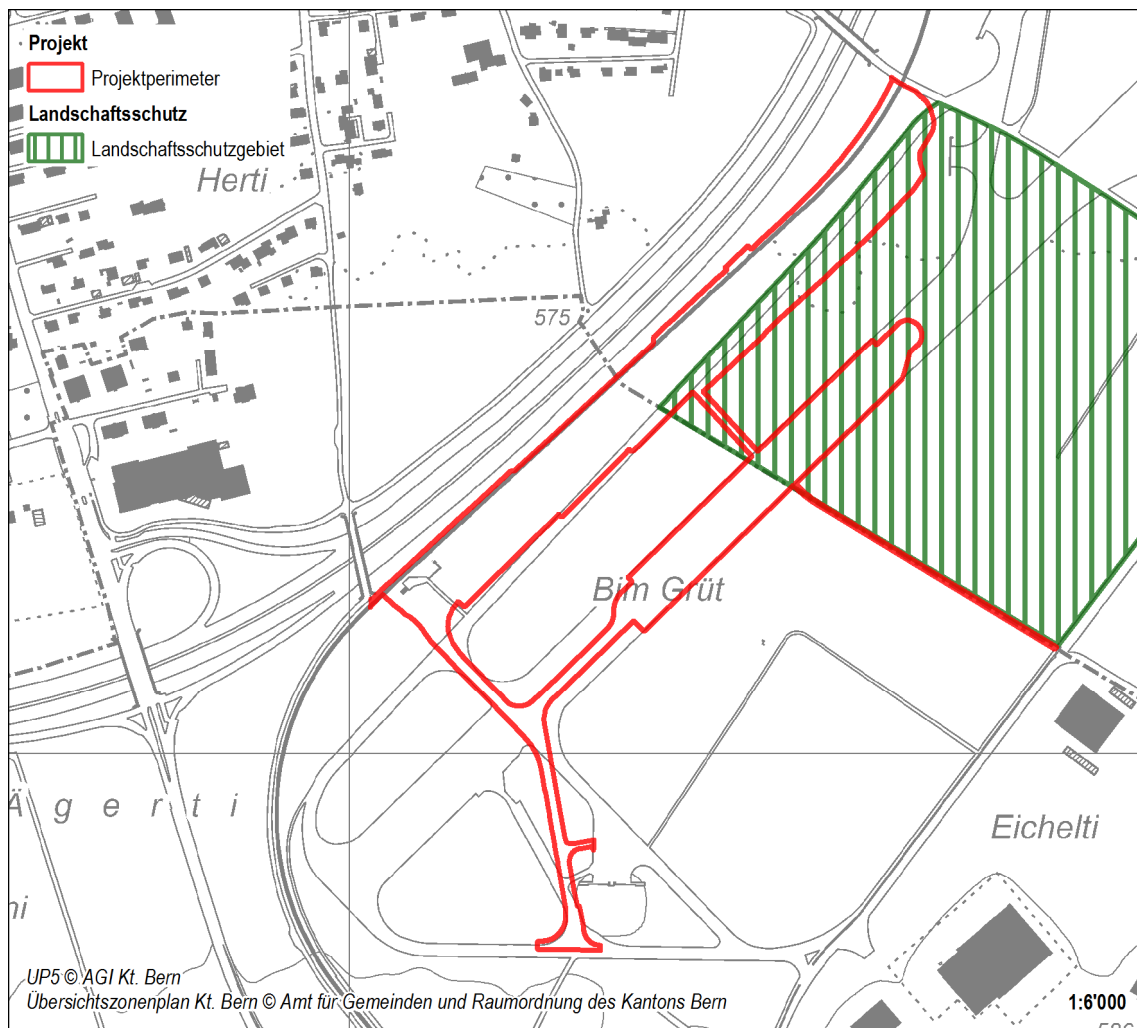 Projekt
Projektperimeter
Landschaftsschutz
Landschaftsschutzgebiet
Herti
575
Bim Grüt
Ägerti
Eichelti
UP5 © AGI Kt. Bern
Übersichtszonenplan Kt. Bern © Amt für Gemeinden und Raumordnung des Kantons Bern
1:6'000